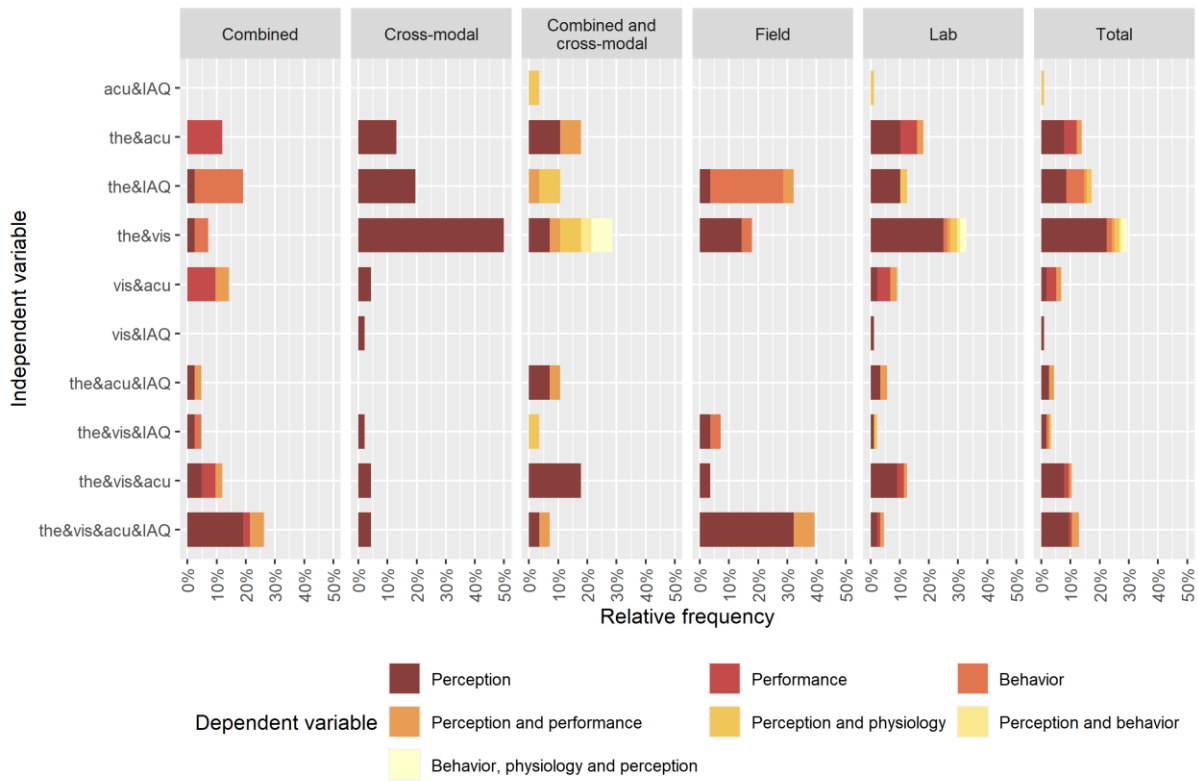 Combined
Cross-modal
Combined and
cross-modal
Field
Lab
Total
Independent variable
acu&IAQ
the&acu
the&IAQ
the&vis
vis&acu
vis&IAQ
the&acu&IAQ
the&vis&IAQ
the&vis&acu
the&vis&acu&IAQ
0% 10% 20% 30% 40% 50%
0% 10% 20% 30% 40% 50%
0% 10% 20% 30% 40% 50%
0% 10% 20% 30% 40% 50%
0% 10% 20% 30% 40% 50%
0% 10% 20% 30% 40% 50%
Relative frequency
Dependent variable
Perception
Performance
Behavior
Perception and performance
Perception and physiology
Perception and behavior
Behavior, physiology and perception